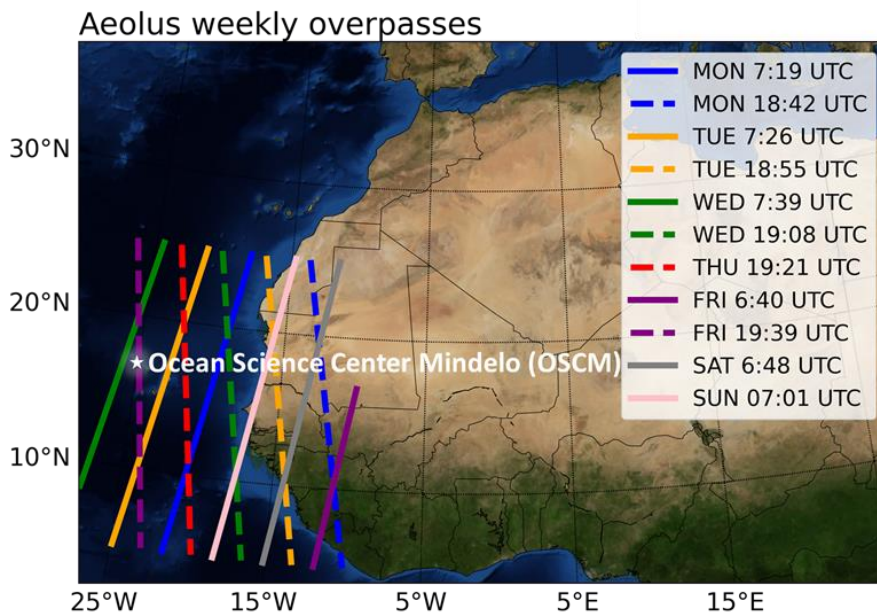 Aeolus weekly overpasses
MON 7:19 UTC
MON 18:42 UTC
TUE 7:26 UTC
TUE 18:55 UTC
WED 7:39 UTC
WED 19:08 UTC
THU 19:21 UTC
FRI 6:40 UTC
FRI 19:39 UTC
SAT 6:48 UTC
SUN 07:01 UTC
30°N
20°N
Ocean Science Center Mindelo (OSCM)
10°N
25°W 15°W 5°W 5°E 15°E